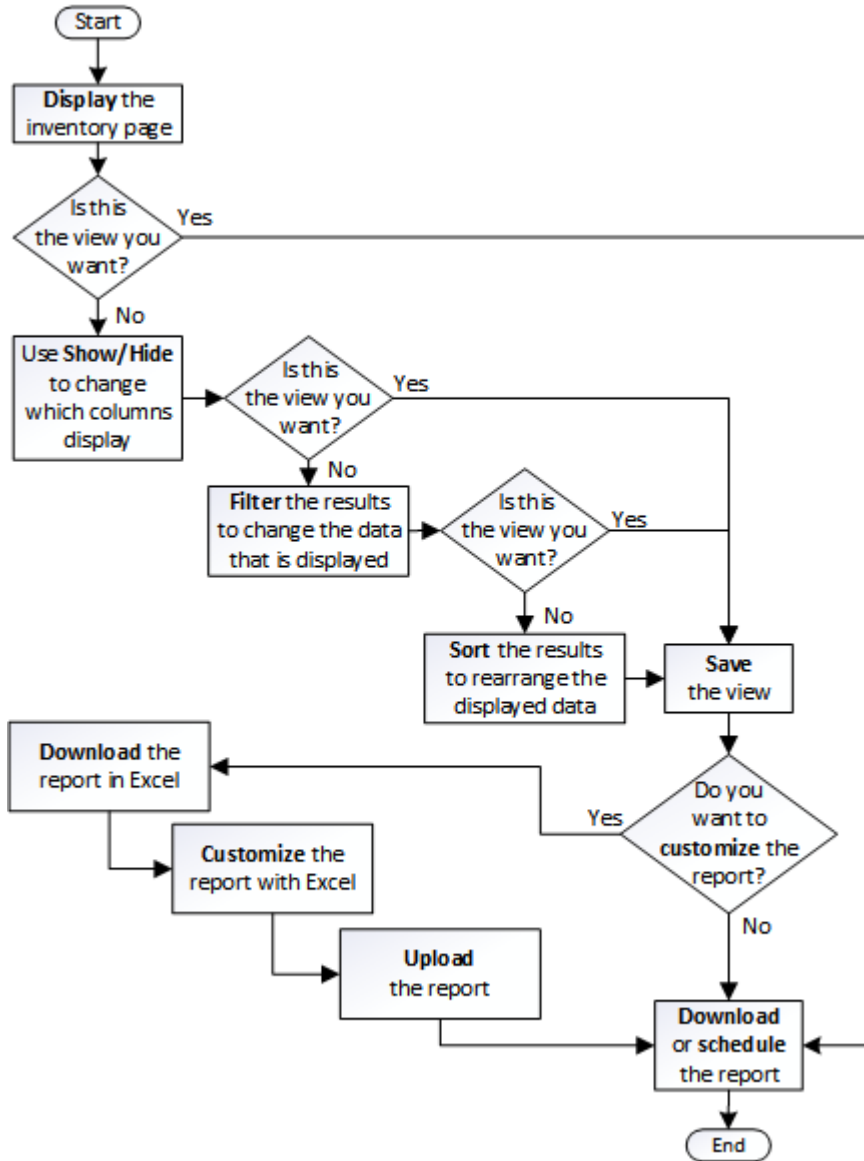 Start
Display the
inventory page
Is this
the view you
want?
Yes
No
Use Show/Hide
to change
which columns
display
Is this
the view you
want?
Yes
No
Filter the results
to change the data
that is displayed
Is this
the view you
want?
Yes
No
Sort the results
to rearrange the
displayed data
Save
the view
Do you
want to
customize the
report?
Yes
No
Download the
report in Excel
Customize the
report with Excel
Upload
the report
Download
or schedule
the report
End